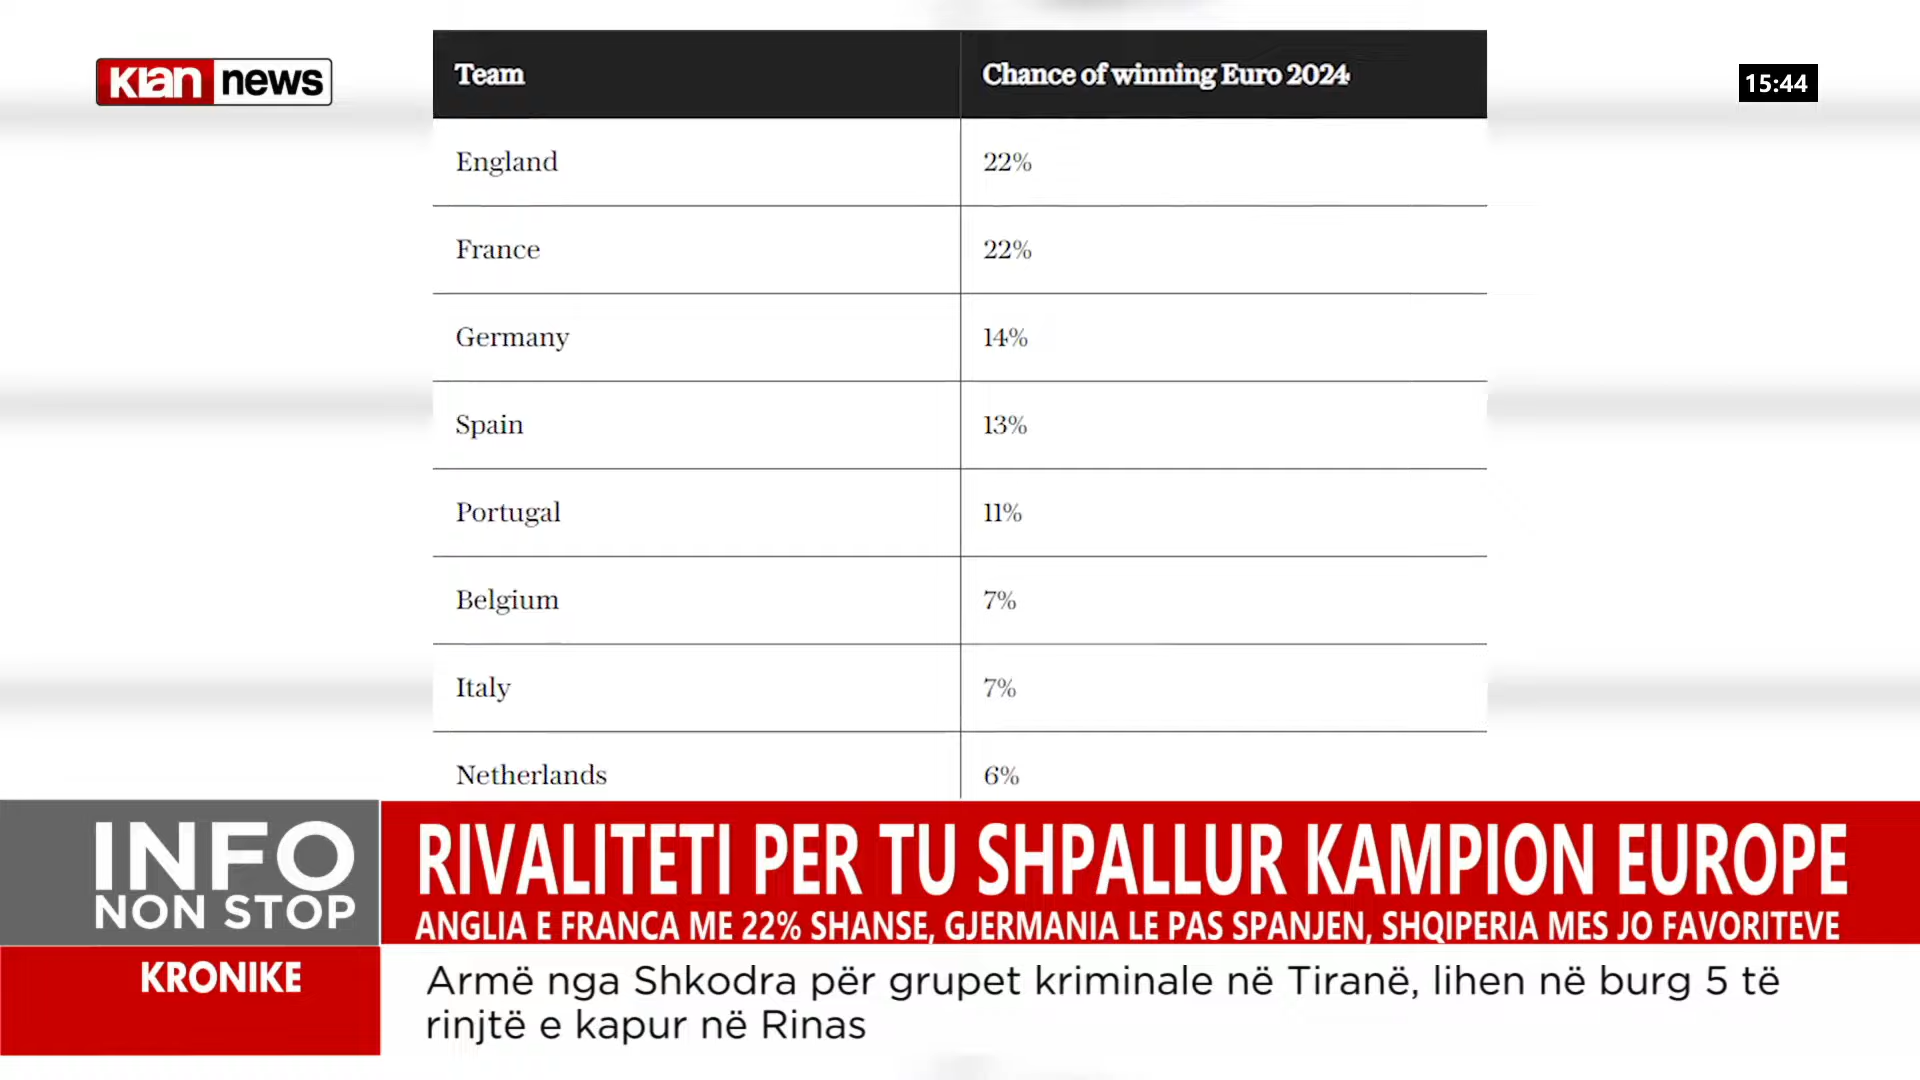 Klan news
15:44
Team Chance of winning Euro 2024
England 22%
France 22%
Germany 14%
Spain 13%
Portugal 11%
Belgium 7%
Italy 7%
Netherlands 6%
INFO
NON STOP
RIVALITETI PER TU SHPALLUR KAMPION EUROPE
ANGLIA E FRANCA ME 22% SHANSE, GJERMANIA LE PAS SPANJEN, SHQIPERIA MES JO FAVORITEVE
KRONIKE
Armë nga Shkodra për grupet kriminale në Tiranë, lihen në burg 5 të
rinjtë e kapur në Rinas